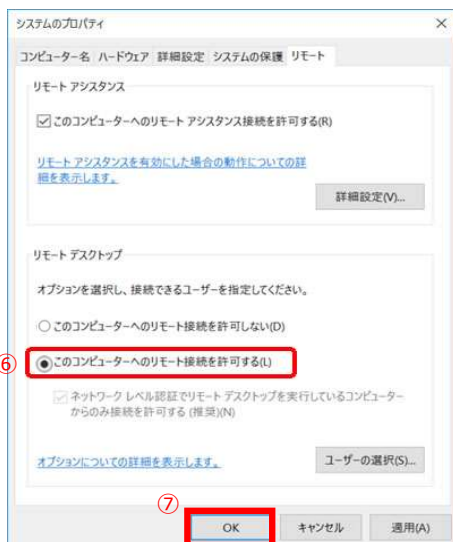 システムのプロパティ
コンピューター名 ハードウェア 詳細設定 システムの保護 リモート
リモート アシスタンス
このコンピューターへのリモート アシスタンス接続を許可する(R)
リモート アシスタンスを有効にした場合の動作についての詳
細を表示します。
詳細設定(V)...
リモート デスクトップ
オプションを選択し、接続できるユーザーを指定してください。
このコンピューターへのリモート接続を許可しない(D)
⑥ このコンピューターへのリモート接続を許可する(L)
ネットワーク レベル認証でリモート デスクトップを実行しているコンピューター
からのみ接続を許可する (推奨)(N)
オプションについての詳細を表示します。
ユーザーの選択(S)...
⑦
OK キャンセル 適用(A)